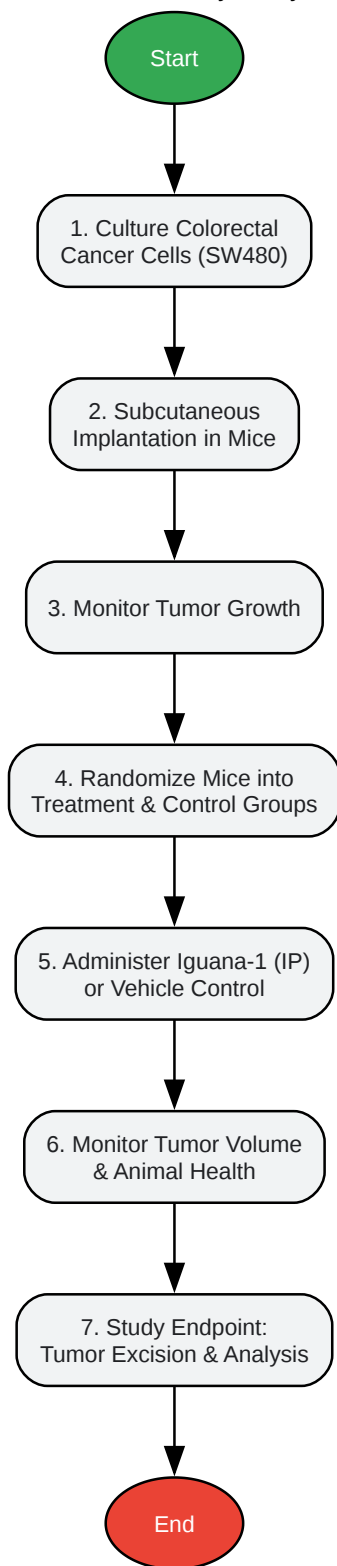 Start
1. Culture Colorectal
Cancer Cells (SW480)
2. Subcutaneous
Implantation in Mice
3. Monitor Tumor Growth
4. Randomize Mice into
Treatment & Control Groups
5. Administer Iguana-1 (IP)
or Vehicle Control
6. Monitor Tumor Volume
& Animal Health
7. Study Endpoint:
Tumor Excision & Analysis
End